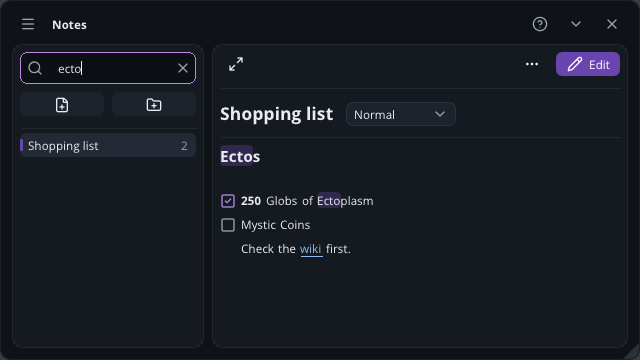 Notes
ecto
Edit
Shopping list
Normal
Shopping list 2
Ectos
250 Globs of Ectoplasm
Mystic Coins
Check the wiki first.